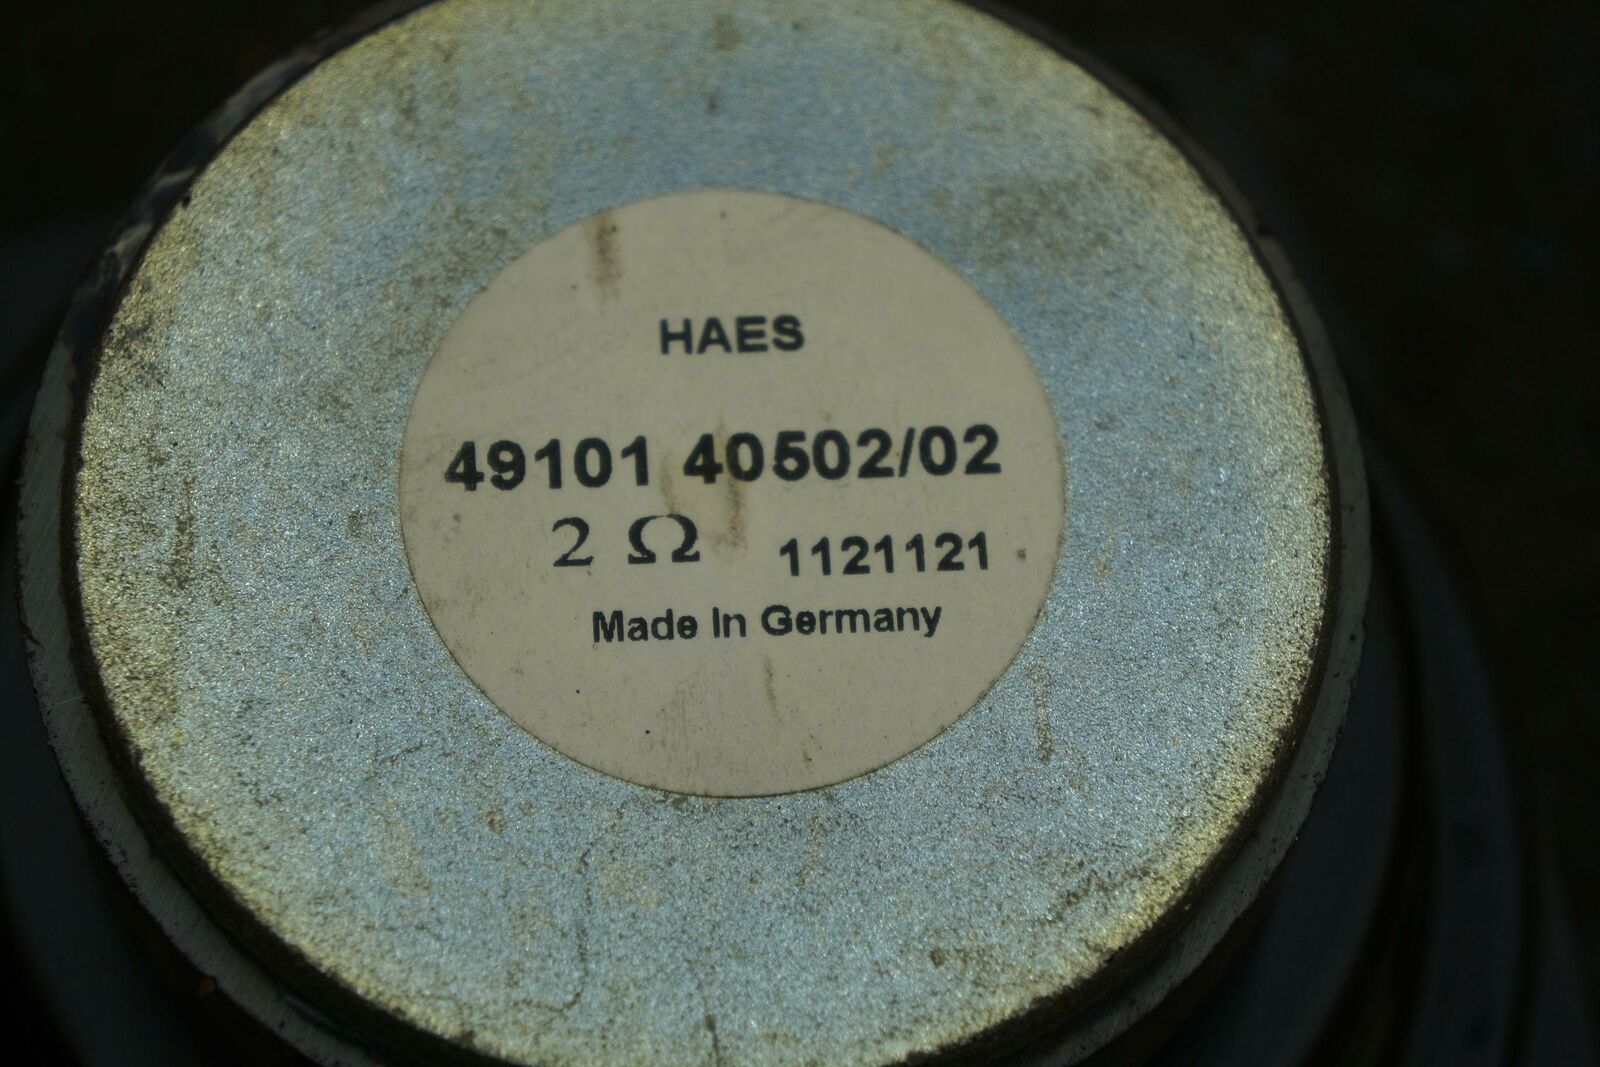 HAES
49101 40502/02
2 Ω 1121121
Made In Germany